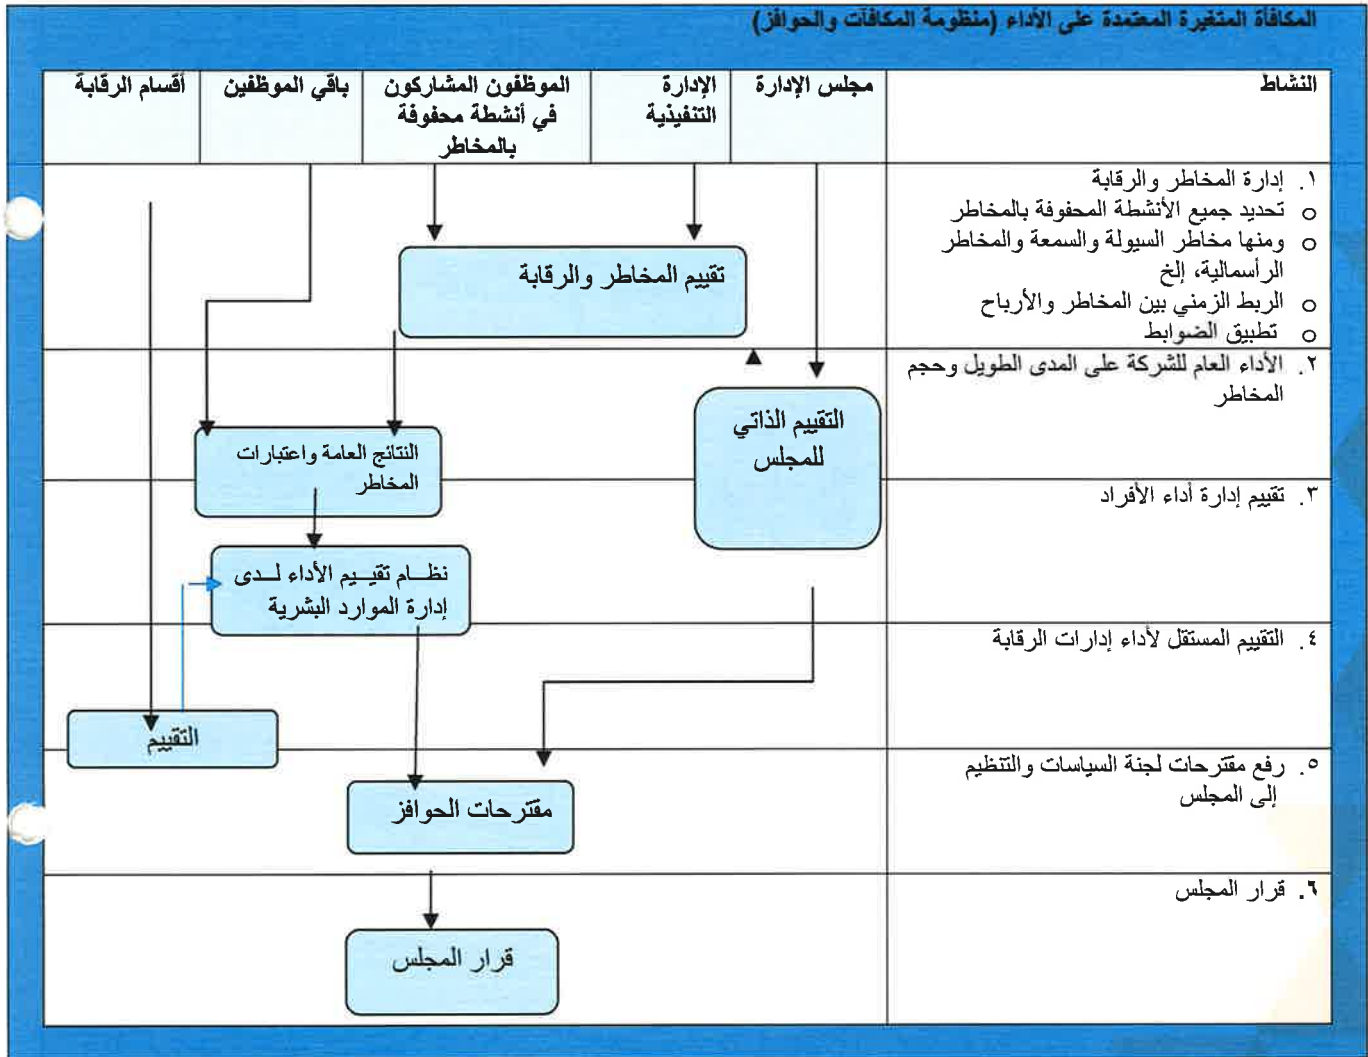 المكافأة المتغيرة المعتمدة على الأداء (منظومة المكافآت والحوافز)
النشاط
مجلس الإدارة
الإدارة
التنفيذية
الموظفون المشاركون
في أنشطة محفوفة
بالمخاطر
باقي الموظفين
أقسام الرقابة
١. إدارة المخاطر والرقابة
o تحديد جميع الأنشطة المحفوفة بالمخاطر
o ومنها مخاطر السيولة والسمعة والمخاطر
الرأسمالية، إلخ
o الربط الزمني بين المخاطر والأرباح
o تطبيق الضوابط
تقييم المخاطر والرقابة
٢. الأداء العام للشركة على المدى الطويل وحجم
المخاطر
التقييم الذاتي
للمجلس
النتائج العامة واعتبارات
المخاطر
٣. تقييم إدارة أداء الأفراد
نظـــام تقيـــيم الأداء لـــدى
إدارة الموارد البشرية
٤. التقييم المستقل لأداء إدارات الرقابة
التقييم
٥. رفع مقترحات لجنة السياسات والتنظيم
إلى المجلس
مقترحات الحوافز
٦. قرار المجلس
قرار المجلس